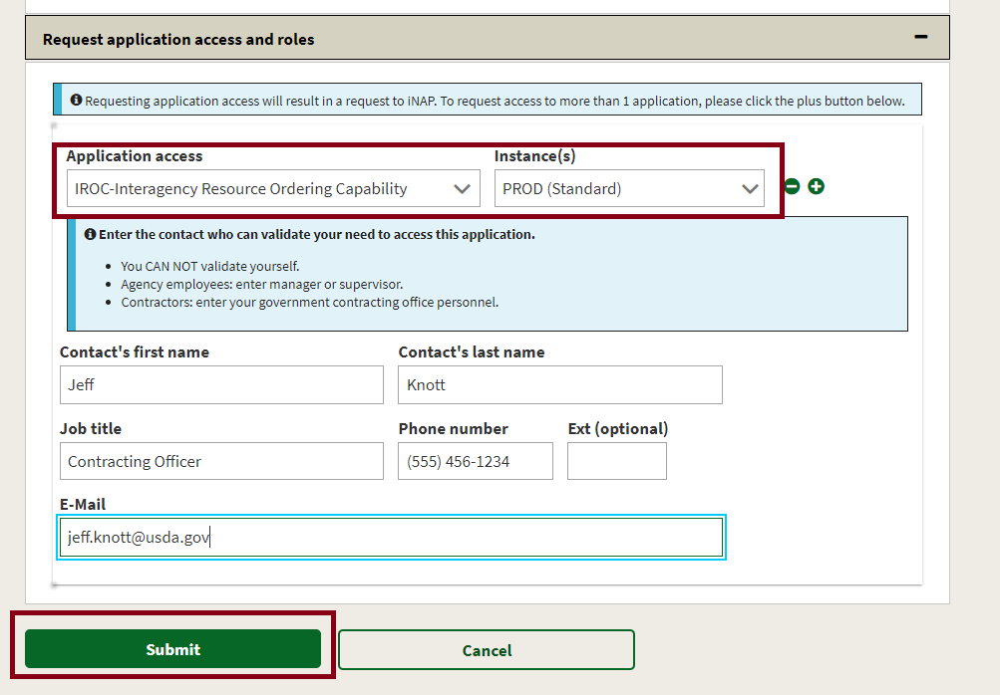 Request application access and roles
Requesting application access will result in a request to iNAP. To request access to more than 1 application, please click the plus button below.
Application access
Instance(s)
IROC-Interagency Resource Ordering Capability
PROD (Standard)
Enter the contact who can validate your need to access this application.
• You CAN NOT validate yourself.
• Agency employees: enter manager or supervisor.
• Contractors: enter your government contracting office personnel.
Contact's first name
Contact's last name
Jeff
Knott
Job title
Phone number
Ext (optional)
Contracting Officer
(555) 456-1234
E-Mail
jeff.knott@usda.gov
Submit
Cancel